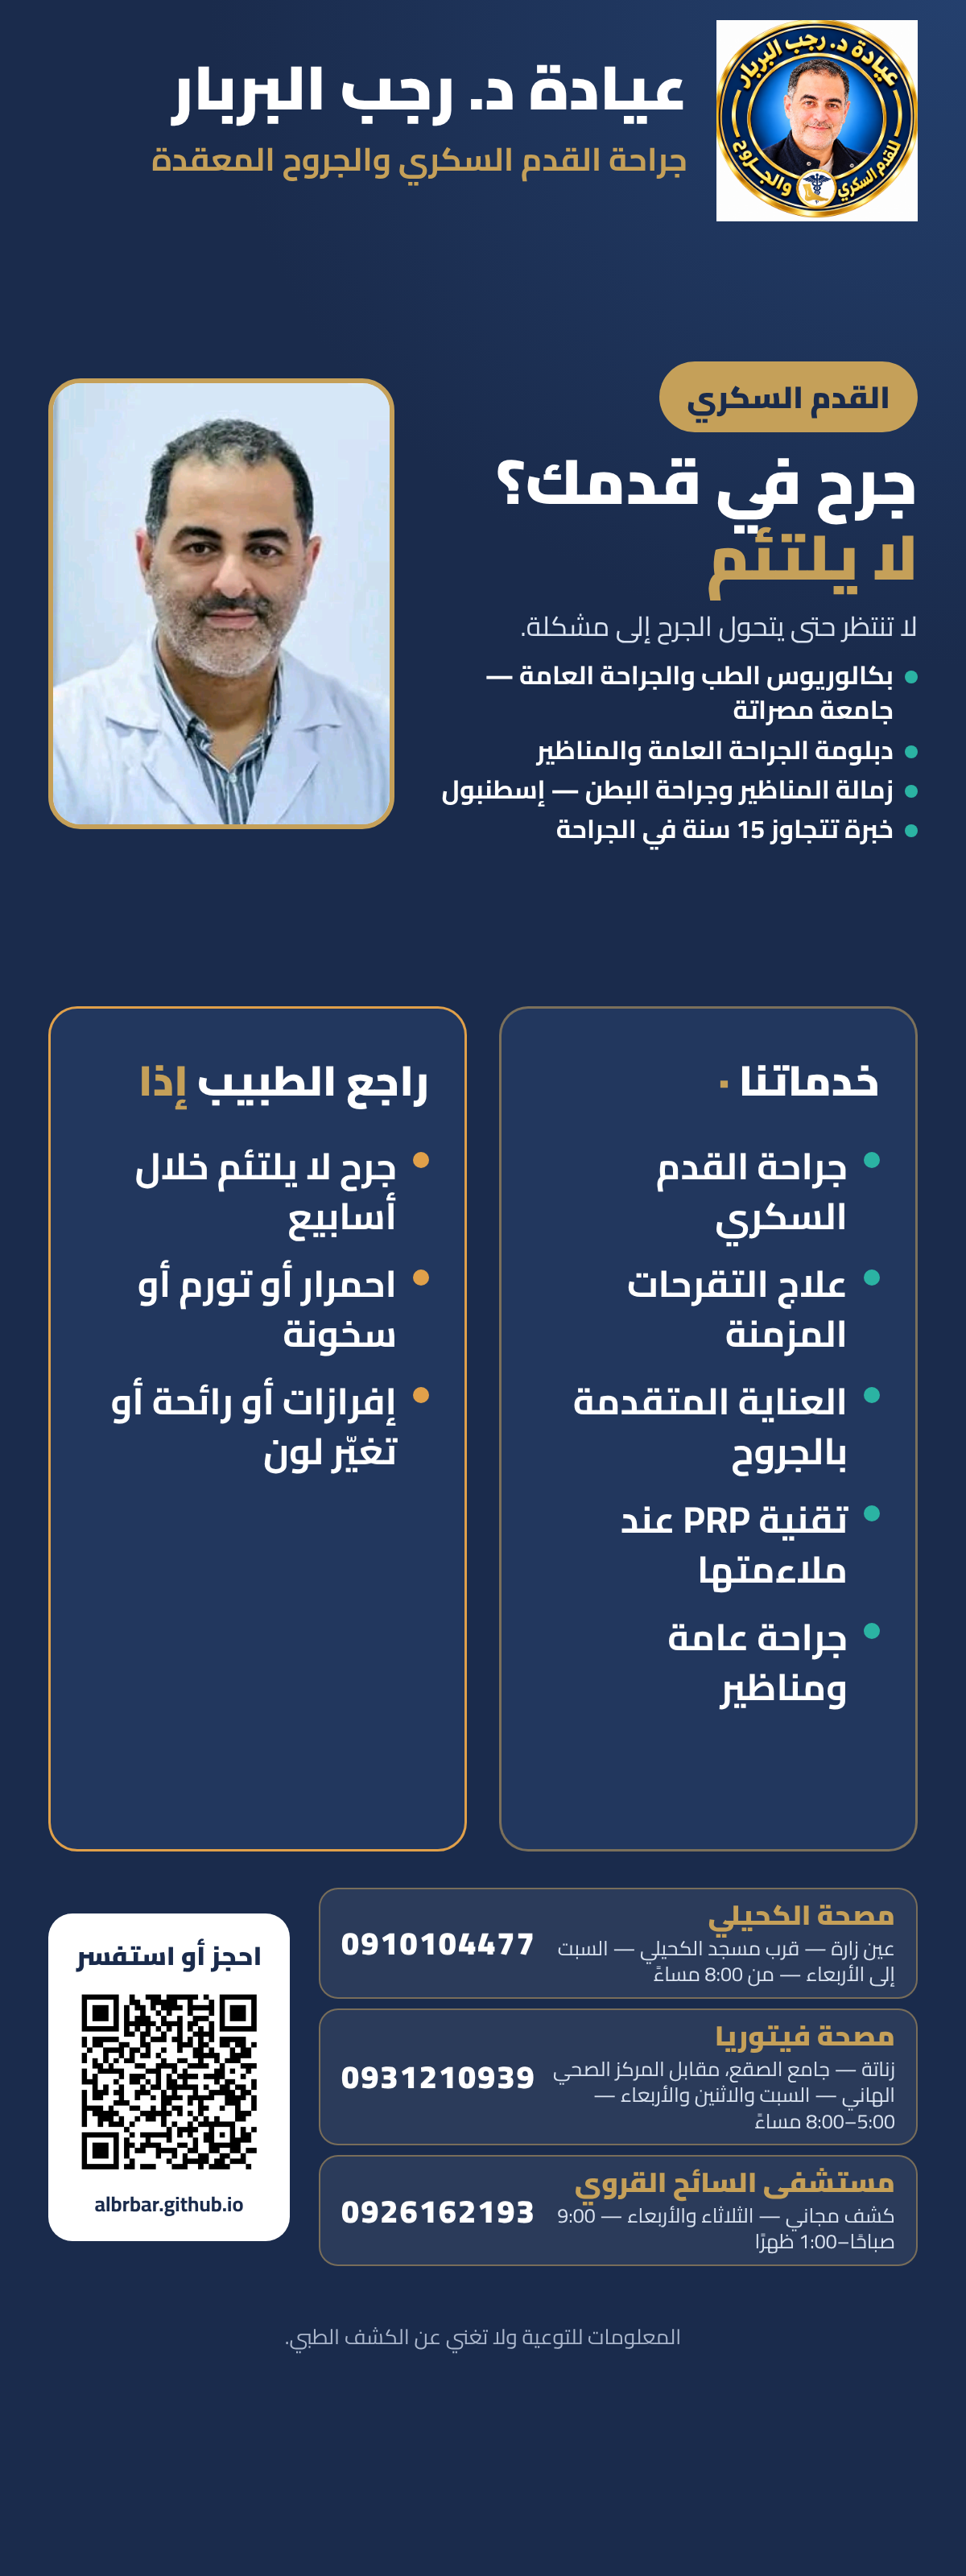 عيادة د. رجب البربار
للقدم السكري
والجروح
عيادة د. رجب البربار
جراحة القدم السكري والجروح المعقدة
القدم السكري
جرح في قدمك؟
لا يلتئم
لا تنتظر حتى يتحول الجرح إلى مشكلة.
بكالوريوس الطب والجراحة العامة —
جامعة مصراتة
دبلومة الجراحة العامة والمناظير
زمالة المناظير وجراحة البطن — إسطنبول
خبرة تتجاوز 15 سنة في الجراحة
خدماتنا ·
جراحة القدم
السكري
علاج التقرحات
المزمنة
العناية المتقدمة
بالجروح
تقنية PRP عند
ملاءمتها
جراحة عامة
ومناظير
راجع الطبيب إذا
جرح لا يلتئم خلال
أسابيع
احمرار أو تورم أو
سخونة
إفرازات أو رائحة أو
تغيّر لون
مصحة الكحيلي
عين زارة — قرب مسجد الكحيلي — السبت
إلى الأربعاء — من 8:00 مساءً
0910104477
مصحة فيتوريا
زناتة — جامع الصقع، مقابل المركز الصحي
الهاني — السبت والاثنين والأربعاء —
5:00–8:00 مساءً
0931210939
مستشفى السائح القروي
كشف مجاني — الثلاثاء والأربعاء — 9:00
صباحًا–1:00 ظهرًا
0926162193
احجز أو استفسر
albrbar.github.io
المعلومات للتوعية ولا تغني عن الكشف الطبي.